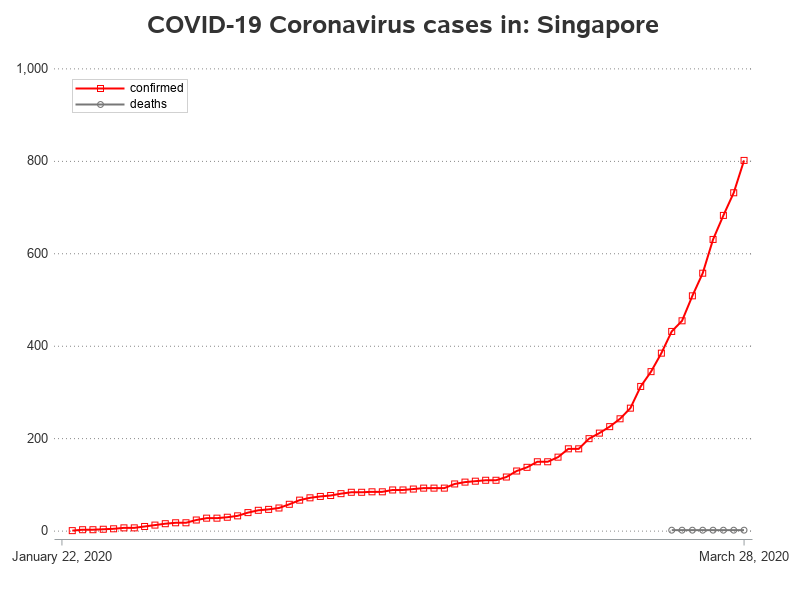 COVID-19 Coronavirus cases in: Singapore
1,000
confirmed
deaths
800
600
400
200
0
January 22, 2020
March 28, 2020